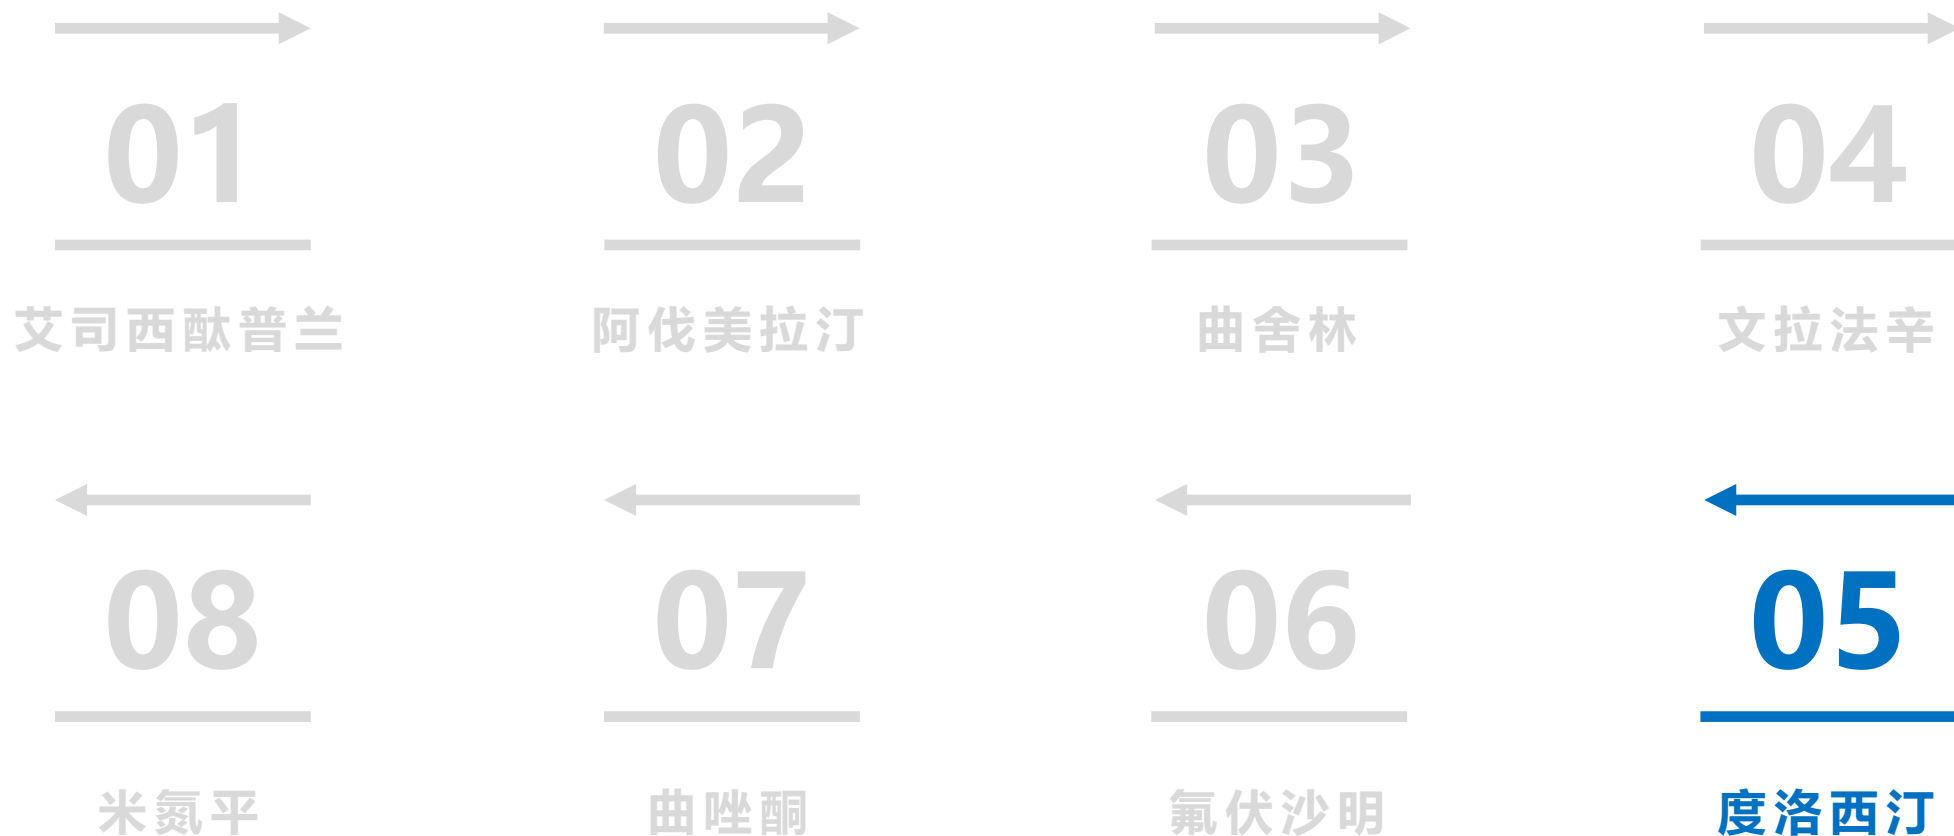 01
02
03
04
艾司西酞普兰
阿伐美拉汀
曲舍林
文拉法辛
08
07
06
05
米氮平
曲唑酮
氟伏沙明
度洛西汀